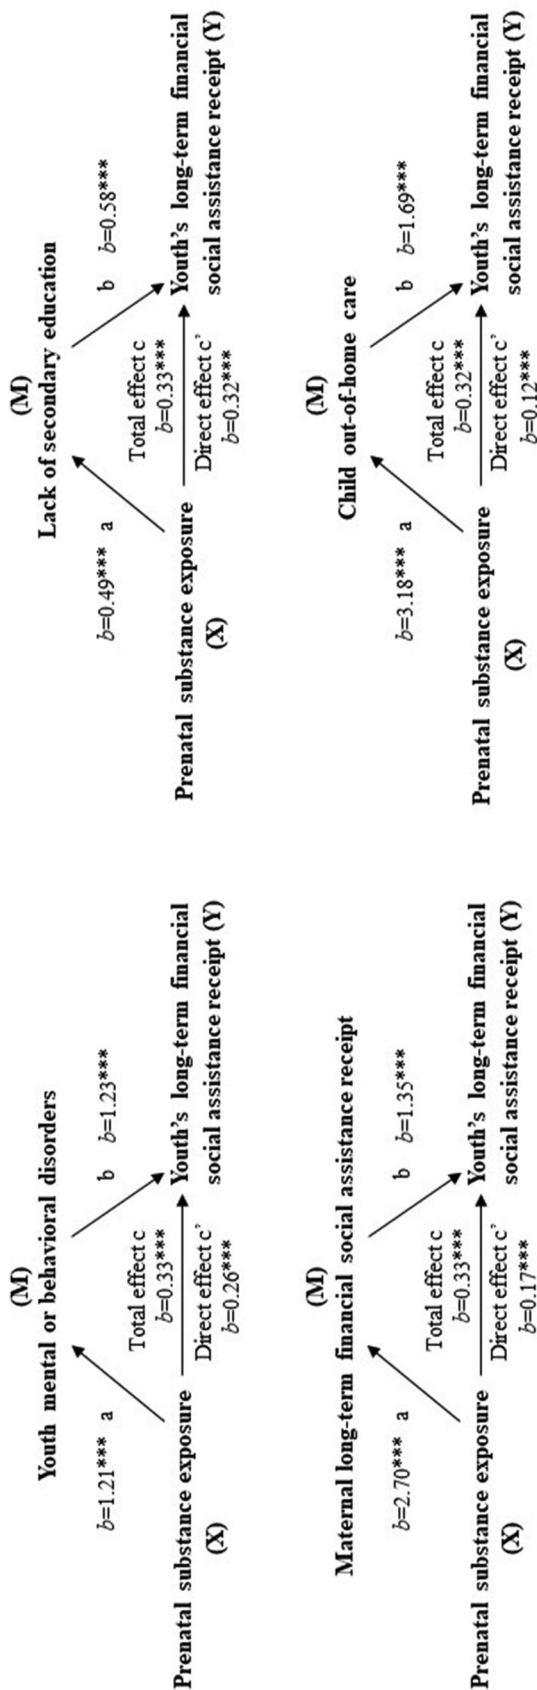 (M)
Youth mental or behavioral disorders
b=1.21*** a
b b=1.23***
Total effect c
b=0.33***
Direct effect c’
b=0.26***
Prenatal substance exposure
(X)
Youth’s long-term financial
social assistance receipt (Y)
(M)
Lack of secondary education
b=0.49*** a
b b=0.58***
Total effect c
b=0.33***
Direct effect c’
b=0.32***
Prenatal substance exposure
(X)
Youth’s long-term financial
social assistance receipt (Y)
(M)
Maternal long-term financial social assistance receipt
b=2.70*** a
b b=1.35***
Total effect c
b=0.33***
Direct effect c’
b=0.17***
Prenatal substance exposure
(X)
Youth’s long-term financial
social assistance receipt (Y)
(M)
Child out-of-home care
b=3.18*** a
b b=1.69***
Total effect c
b=0.32***
Direct effect c’
b=0.12***
Prenatal substance exposure
(X)
Youth’s long-term financial
social assistance receipt (Y)